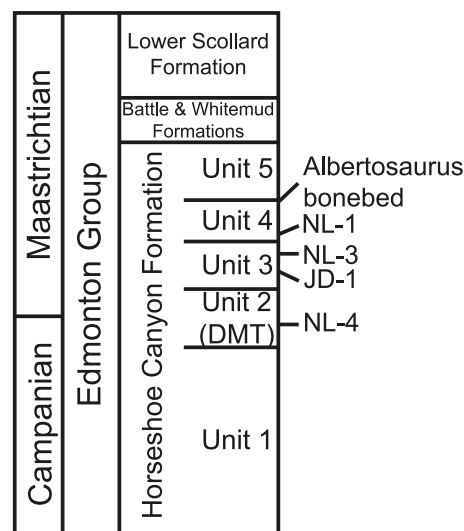 Maastrichtian
Campanian
Edmonton Group
Lower Scollard
Formation
Battle & Whitemud
Formations
Horseshoe Canyon Formation
Unit 5
Unit 4
Unit 3
Unit 2
(DMT)
Unit 1
Albertosaurus
bonebed
NL-1
NL-3
JD-1
NL-4